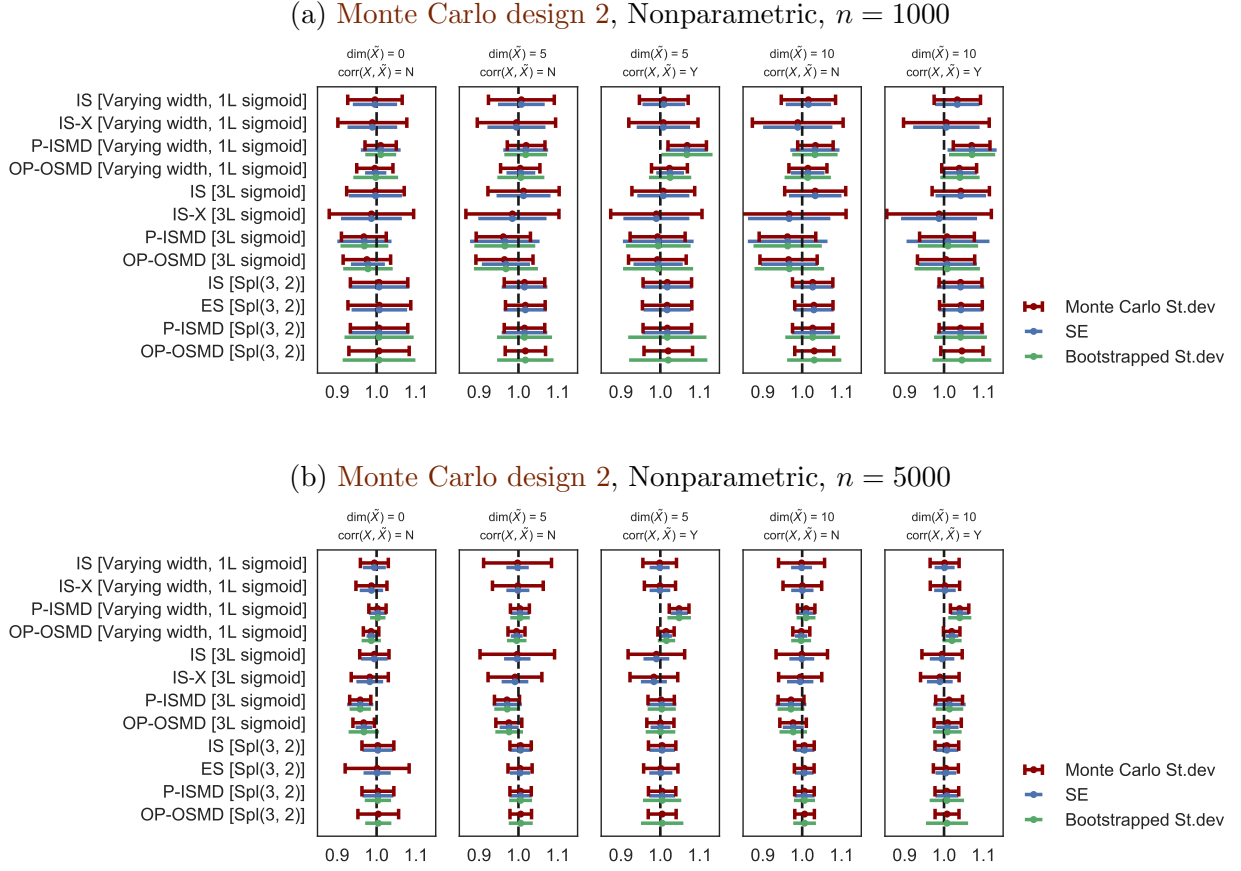 (a) Monte Carlo design 2, Nonparametric, n = 1000
dim(X̃) = 0 dim(X̃) = 5 dim(X̃) = 5 dim(X̃) = 10 dim(X̃) = 10
corr(X, X̃) = N corr(X, X̃) = N corr(X, X̃) = Y corr(X, X̃) = N corr(X, X̃) = Y
IS [Varying width, 1L sigmoid]
IS-X [Varying width, 1L sigmoid]
P-ISMD [Varying width, 1L sigmoid]
OP-OSMD [Varying width, 1L sigmoid]
IS [3L sigmoid]
IS-X [3L sigmoid]
P-ISMD [3L sigmoid]
OP-OSMD [3L sigmoid]
IS [Spl(3, 2)]
ES [Spl(3, 2)]
P-ISMD [Spl(3, 2)]
OP-OSMD [Spl(3, 2)]
Monte Carlo St.dev
SE
Bootstrapped St.dev
0.9 1.0 1.1 0.9 1.0 1.1 0.9 1.0 1.1 0.9 1.0 1.1 0.9 1.0 1.1
(b) Monte Carlo design 2, Nonparametric, n = 5000
dim(X̃) = 0 dim(X̃) = 5 dim(X̃) = 5 dim(X̃) = 10 dim(X̃) = 10
corr(X, X̃) = N corr(X, X̃) = N corr(X, X̃) = Y corr(X, X̃) = N corr(X, X̃) = Y
IS [Varying width, 1L sigmoid]
IS-X [Varying width, 1L sigmoid]
P-ISMD [Varying width, 1L sigmoid]
OP-OSMD [Varying width, 1L sigmoid]
IS [3L sigmoid]
IS-X [3L sigmoid]
P-ISMD [3L sigmoid]
OP-OSMD [3L sigmoid]
IS [Spl(3, 2)]
ES [Spl(3, 2)]
P-ISMD [Spl(3, 2)]
OP-OSMD [Spl(3, 2)]
Monte Carlo St.dev
SE
Bootstrapped St.dev
0.9 1.0 1.1 0.9 1.0 1.1 0.9 1.0 1.1 0.9 1.0 1.1 0.9 1.0 1.1